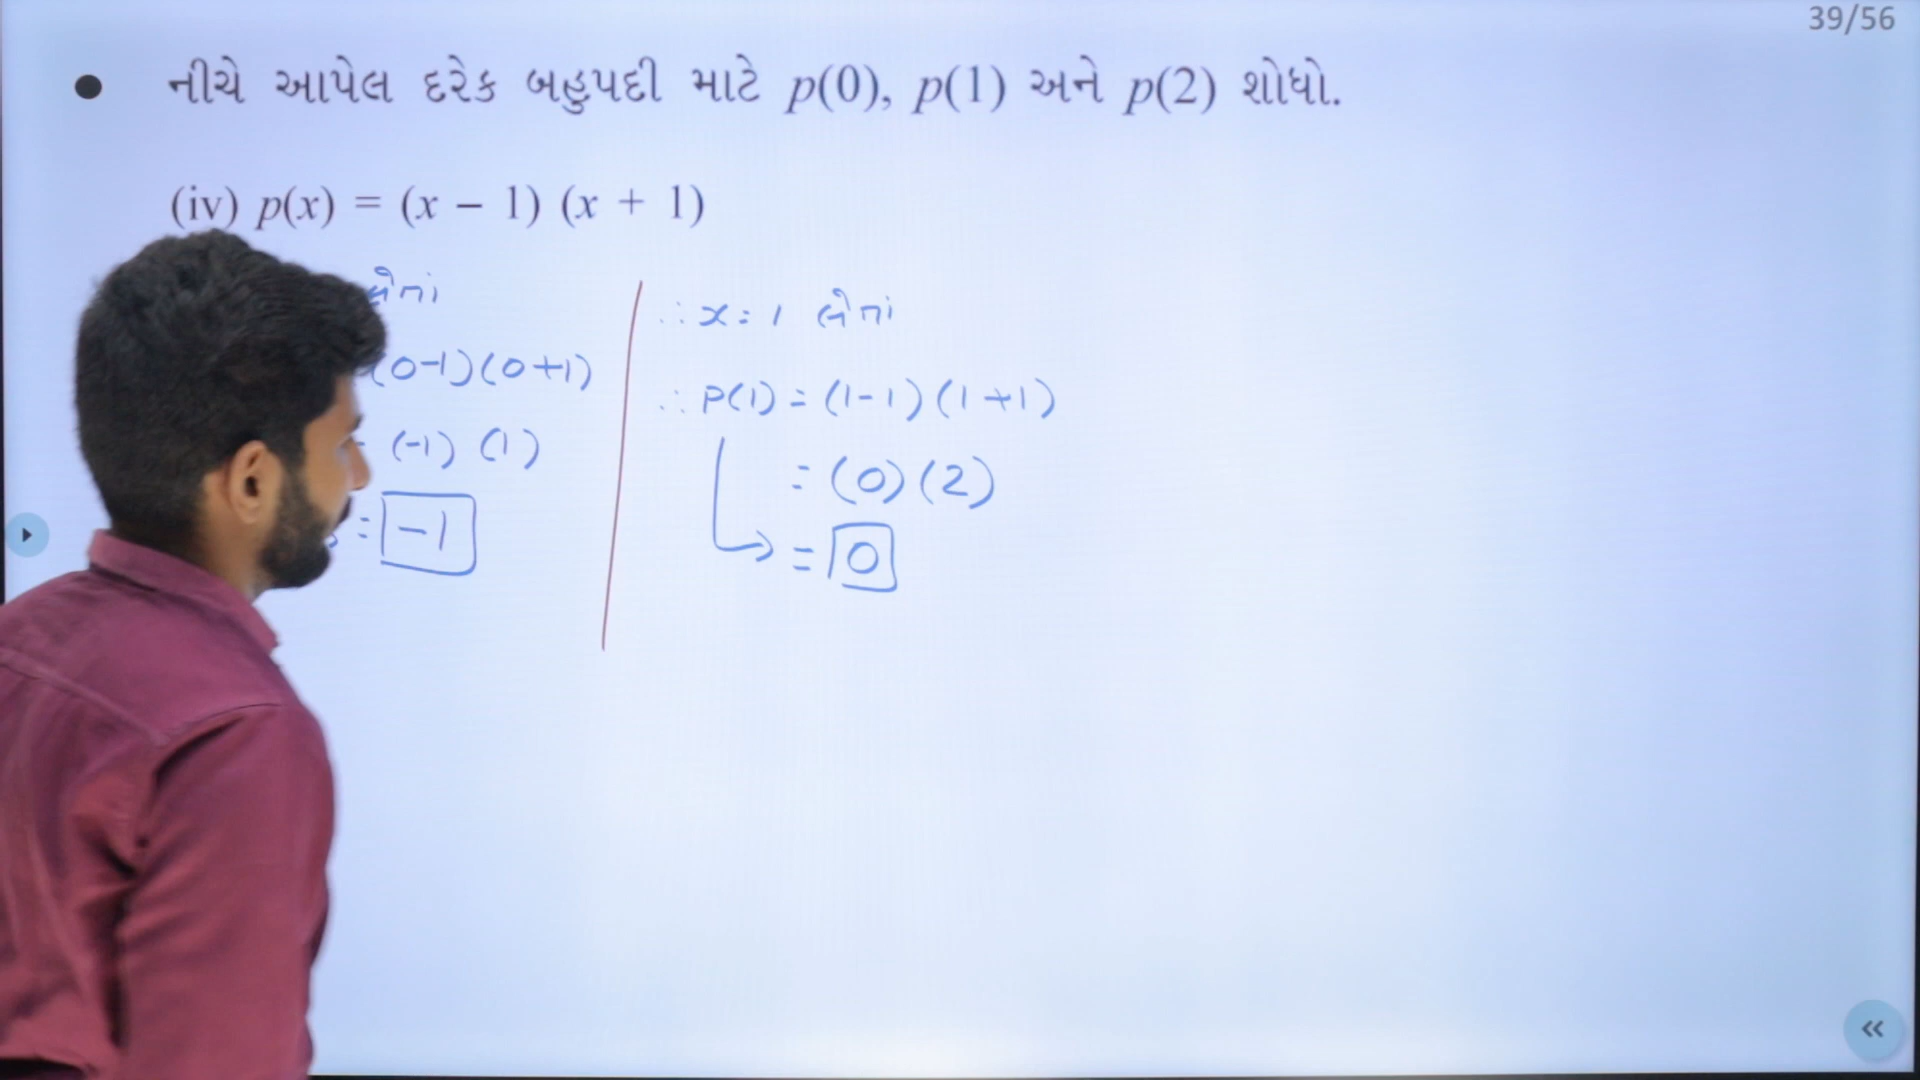 39/56
● નીચે આપેલ દરેક બહુપદી માટે p(0), p(1) અને p(2) શોધો.
(iv) p(x) = (x – 1) (x + 1)
લેતાં
(0-1)(0+1)
(-1) (1)
= -1
∴ x = 1 લેતાં
∴ P(1) = (1-1)(1+1)
= (0)(2)
= 0